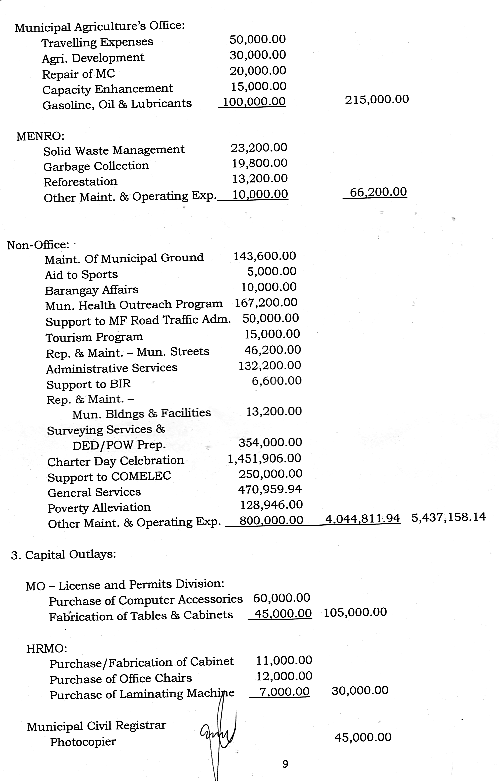 Municipal Agriculture's Office:
Travelling Expenses 50,000.00
Agri. Development 30,000.00
Repair of MC 20,000.00
Capacity Enhancement 15,000.00
Gasoline, Oil & Lubricants 100,000.00 215,000.00
MENRO:
Solid Waste Management 23,200.00
Garbage Collection 19,800.00
Reforestation 13,200.00
Other Maint. & Operating Exp. 10,000.00 66,200.00
Non-Office:
Maint. Of Municipal Ground 143,600.00
Aid to Sports 5,000.00
Barangay Affairs 10,000.00
Mun. Health Outreach Program 167,200.00
Support to MF Road Traffic Adm. 50,000.00
Tourism Program 15,000.00
Rep. & Maint. – Mun. Streets 46,200.00
Administrative Services 132,200.00
Support to BIR 6,600.00
Rep. & Maint. –
Mun. Bldngs & Facilities 13,200.00
Surveying Services &
DED/POW Prep. 354,000.00
Charter Day Celebration 1,451,906.00
Support to COMELEC 250,000.00
General Services 470,959.94
Poverty Alleviation 128,946.00
Other Maint. & Operating Exp. 800,000.00 4,044,811.94 5,437,158.14
3. Capital Outlays:
MO – License and Permits Division:
Purchase of Computer Accessories 60,000.00
Fabrication of Tables & Cabinets 45,000.00 105,000.00
HRMO:
Purchase/Fabrication of Cabinet 11,000.00
Purchase of Office Chairs 12,000.00
Purchase of Laminating Machine 7,000.00 30,000.00
Municipal Civil Registrar
Photocopier 45,000.00
9